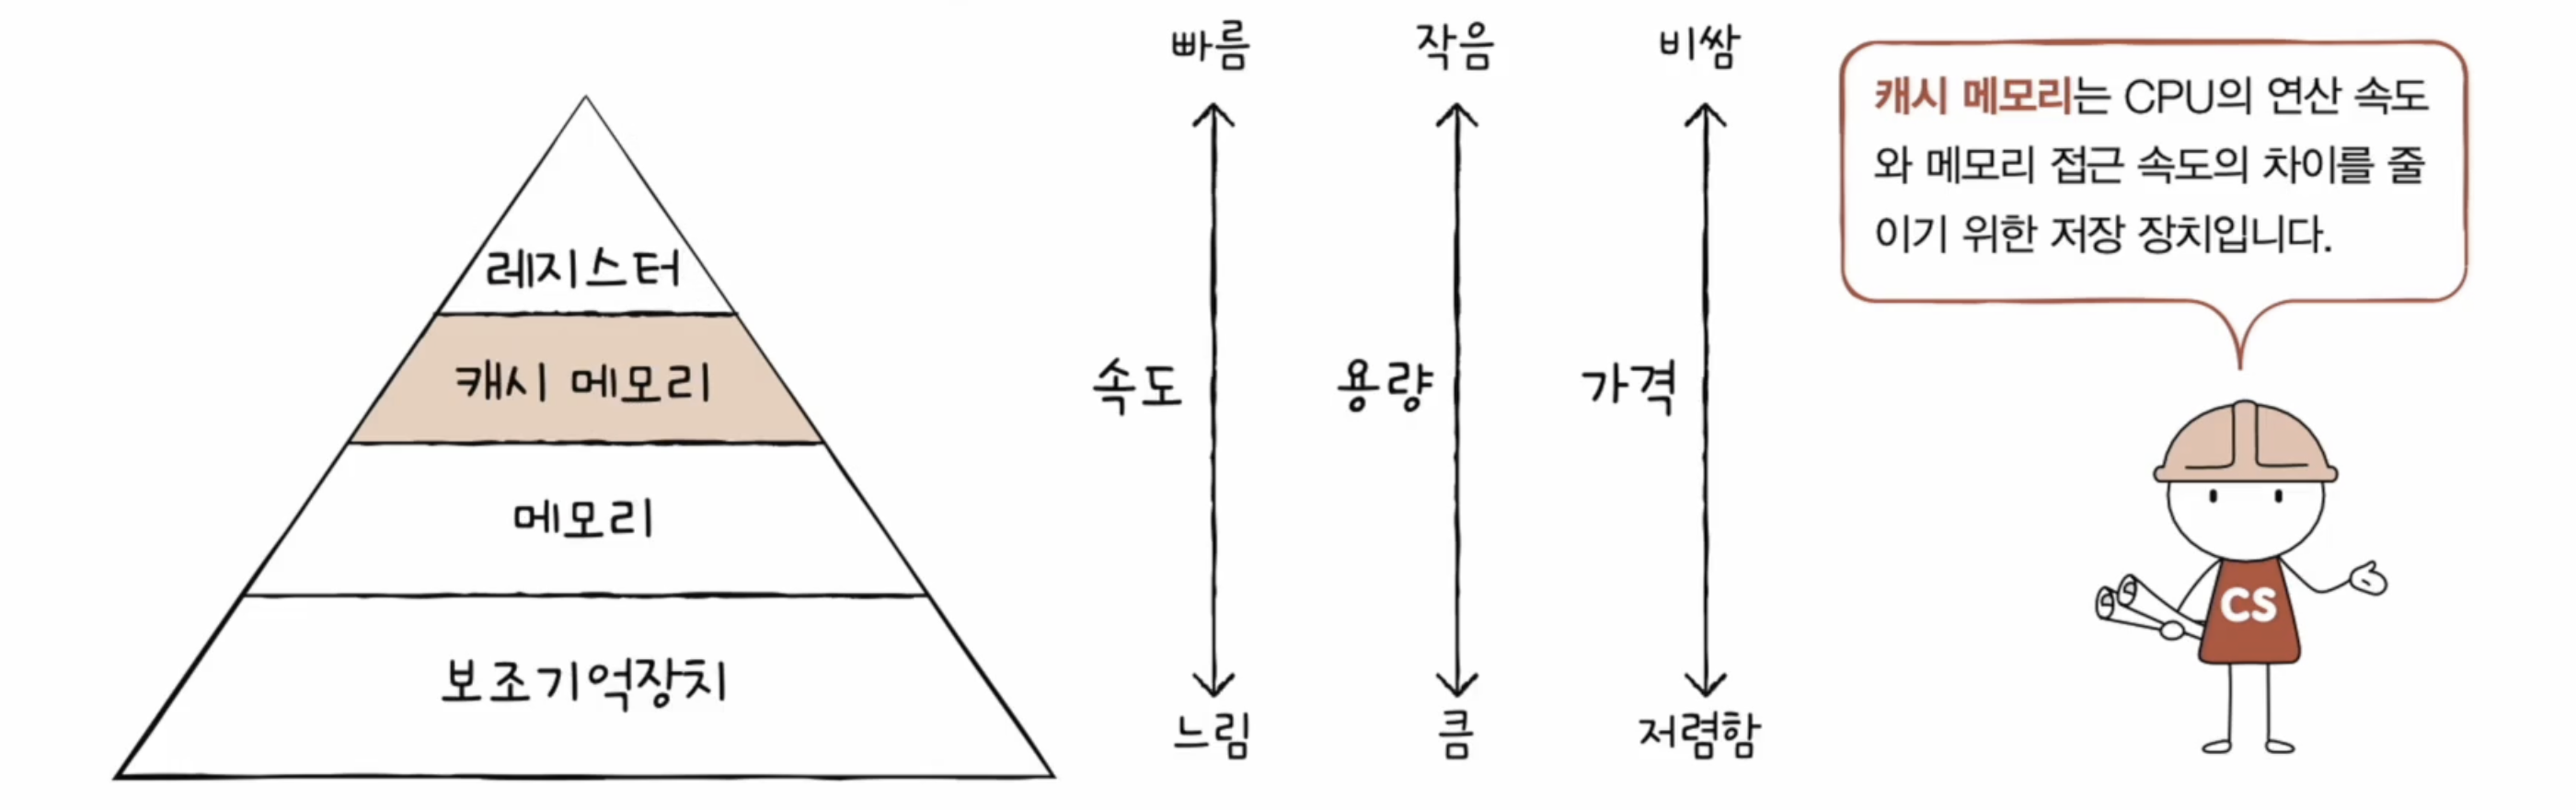 레지스터
캐시 메모리
메모리
보조기억장치
빠름
속도
느림
작음
용량
큼
비쌈
가격
저렴함
캐시 메모리는 CPU의 연산 속도
와 메모리 접근 속도의 차이를 줄
이기 위한 저장 장치입니다.
CS